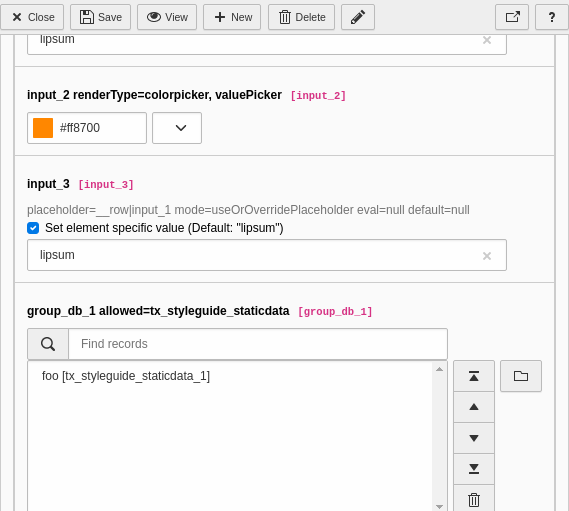 Close Save View New Delete ?
lipsum
input_2 renderType=colorpicker, valuePicker [input_2]
#ff8700
input_3 [input_3]
placeholder=__row|input_1 mode=useOrOverridePlaceholder eval=null default=null
Set element specific value (Default: "lipsum")
lipsum
group_db_1 allowed=tx_styleguide_staticdata [group_db_1]
Find records
foo [tx_styleguide_staticdata_1]